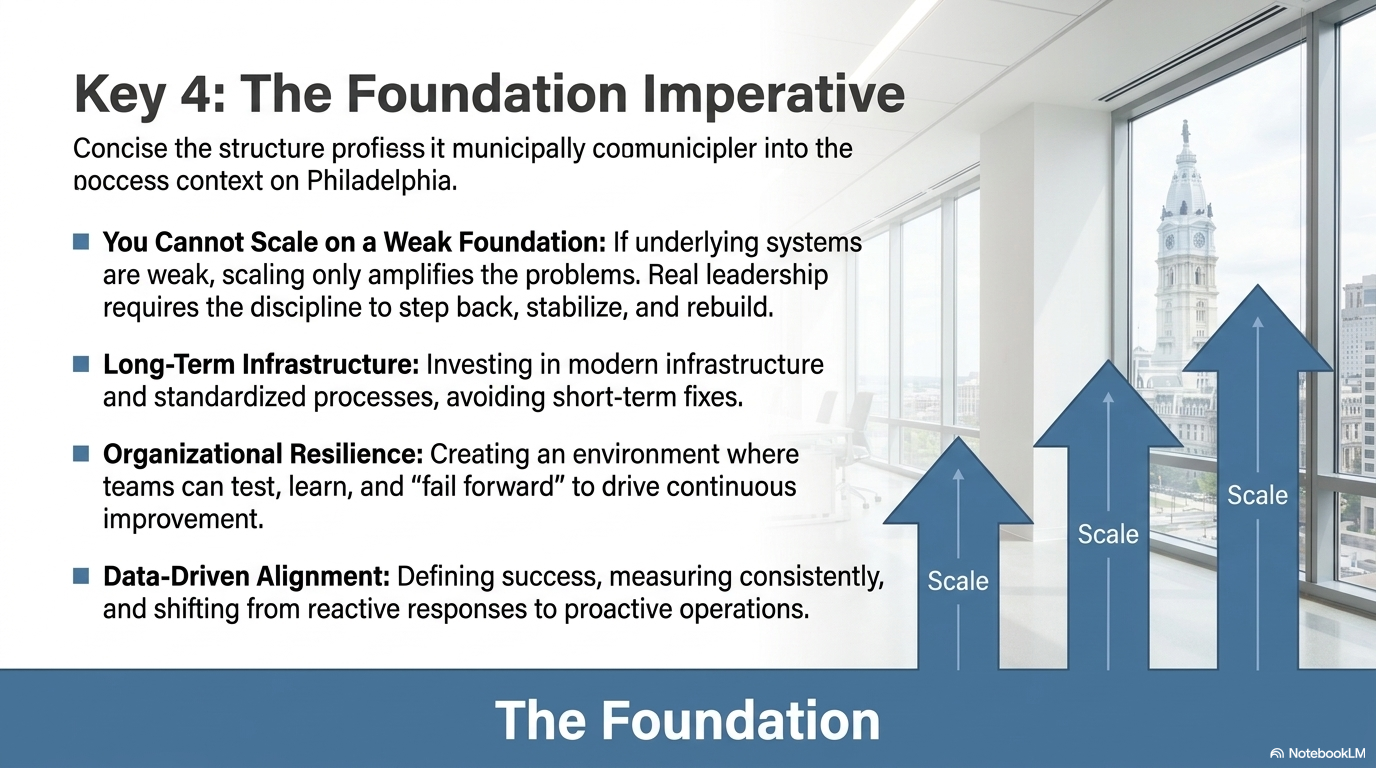 Key 4: The Foundation Imperative
Concise the structure profiess it municipally coomunicipler into the
poccess context on Philadelphia.
■ You Cannot Scale on a Weak Foundation: If underlying systems
are weak, scaling only amplifies the problems. Real leadership
requires the discipline to step back, stabilize, and rebuild.
■ Long-Term Infrastructure: Investing in modern infrastructure
and standardized processes, avoiding short-term fixes.
■ Organizational Resilience: Creating an environment where
teams can test, learn, and “fail forward” to drive continuous
improvement.
■ Data-Driven Alignment: Defining success, measuring consistently,
and shifting from reactive responses to proactive operations.
Scale
Scale
Scale
The Foundation
NotebookLM